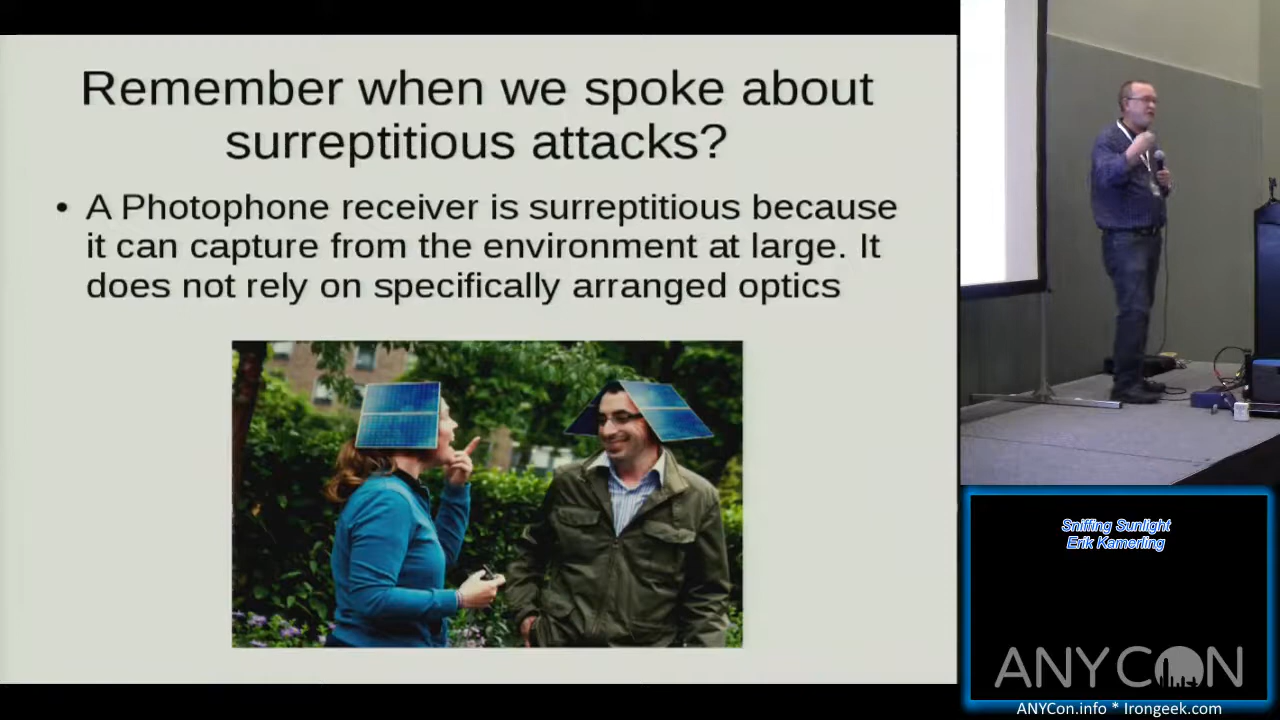 Remember when we spoke about
surreptitious attacks?
• A Photophone receiver is surreptitious because
it can capture from the environment at large. It
does not rely on specifically arranged optics
Sniffing Sunlight
Erik Kamerling
ANYCON
ANYCon.info * Irongeek.com